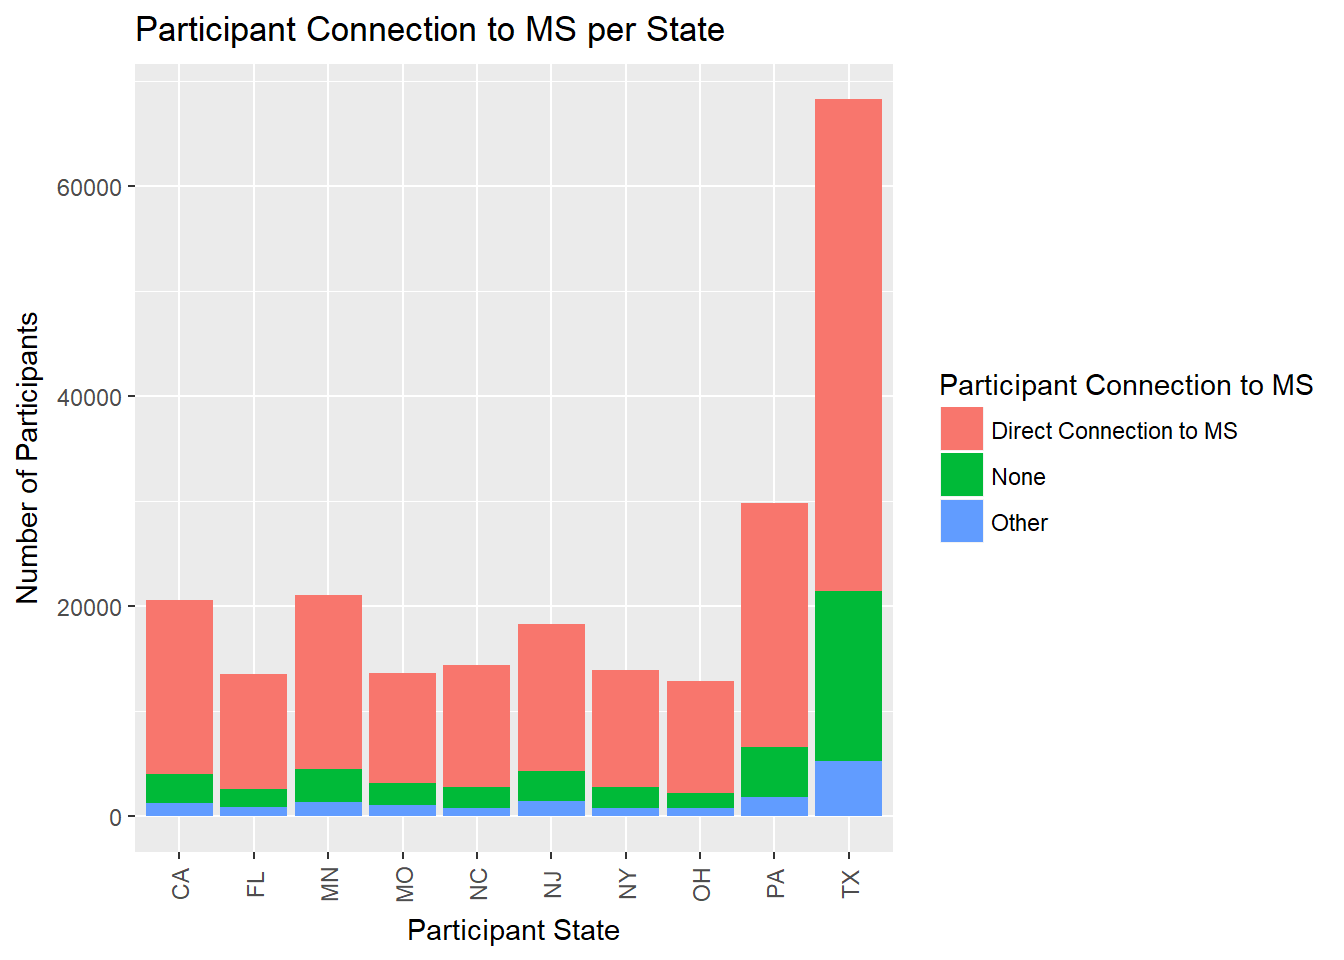 Participant Connection to MS per State
Number of Participants
60000
40000
20000
0
CA
FL
MN
MO
NC
NJ
NY
OH
PA
TX
Participant State
Participant Connection to MS
Direct Connection to MS
None
Other